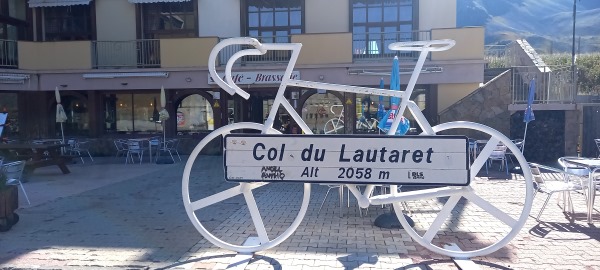 Café - Brasserie
Col du Lautaret
Alt 2058 m